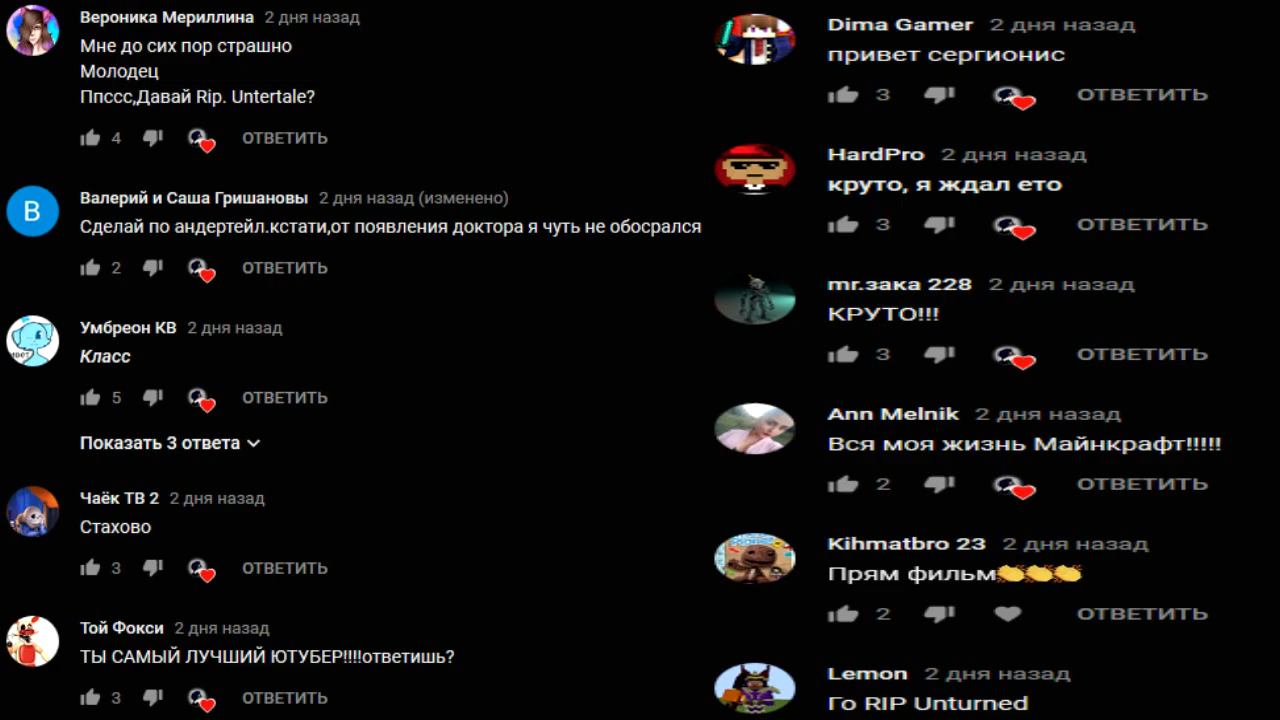 Вероника Мериллина 2 дня назад
Мне до сих пор страшно
Молодец
Ппссс,Давай Rip. Untertale?
4 ОТВЕТИТЬ
В
Валерий и Саша Гришановы 2 дня назад (изменено)
Сделай по андертейл.кстати,от появления доктора я чуть не обосрался
2 ОТВЕТИТЬ
Умбреон КВ 2 дня назад
Класс
5 ОТВЕТИТЬ
Показать 3 ответа
Чаёк ТВ 2 2 дня назад
Стахово
3 ОТВЕТИТЬ
Той Фокси 2 дня назад
ТЫ САМЫЙ ЛУЧШИЙ ЮТУБЕР!!!!ответишь?
3 ОТВЕТИТЬ
Dima Gamer 2 дня назад
привет сергионис
3 ОТВЕТИТЬ
HardPro 2 дня назад
круто, я ждал ето
3 ОТВЕТИТЬ
mr.зака 228 2 дня назад
КРУТО!!!
3 ОТВЕТИТЬ
Ann Melnik 2 дня назад
Вся моя жизнь Майнкрафт!!!!!
2 ОТВЕТИТЬ
Kihmatbro 23 2 дня назад
Прям фильм👏👏👏
2 ОТВЕТИТЬ
Lemon 2 дня назад
Го RIP Unturned